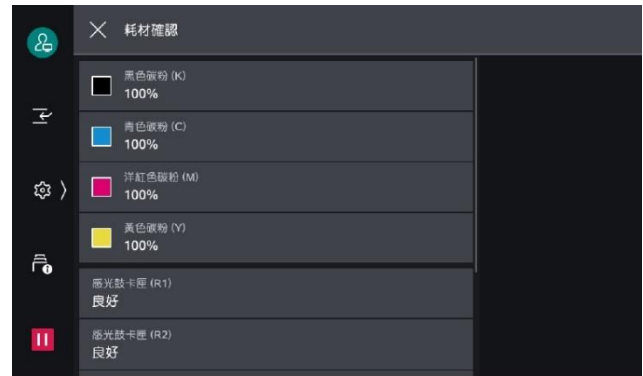 耗材確認
黑色碳粉 (K)
100%
青色碳粉 (C)
100%
洋紅色碳粉 (M)
100%
黃色碳粉 (Y)
100%
感光鼓卡匣 (R1)
良好
感光鼓卡匣 (R2)
良好